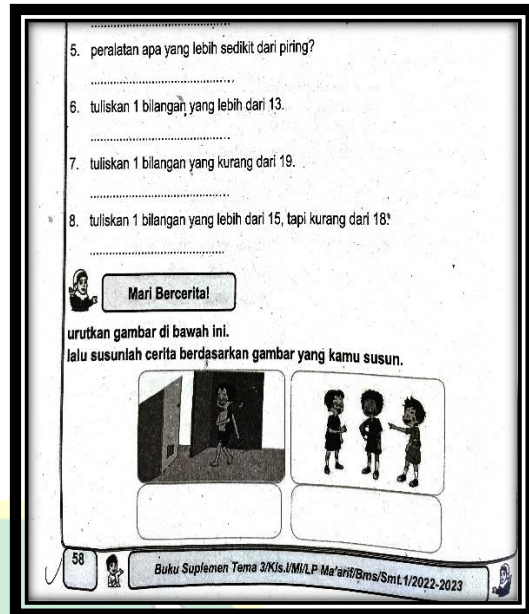 5. peralatan apa yang lebih sedikit dari piring?
6. tuliskan 1 bilangan yang lebih dari 13.
7. tuliskan 1 bilangan yang kurang dari 19.
8. tuliskan 1 bilangan yang lebih dari 15, tapi kurang dari 18.
Mari Bercerita!
urutkan gambar di bawah ini.
lalu susunlah cerita berdasarkan gambar yang kamu susun.
58
Buku Suplemen Tema 3/Kls.I/MI/LP Ma'arif/Bms/Smt.1/2022-2023